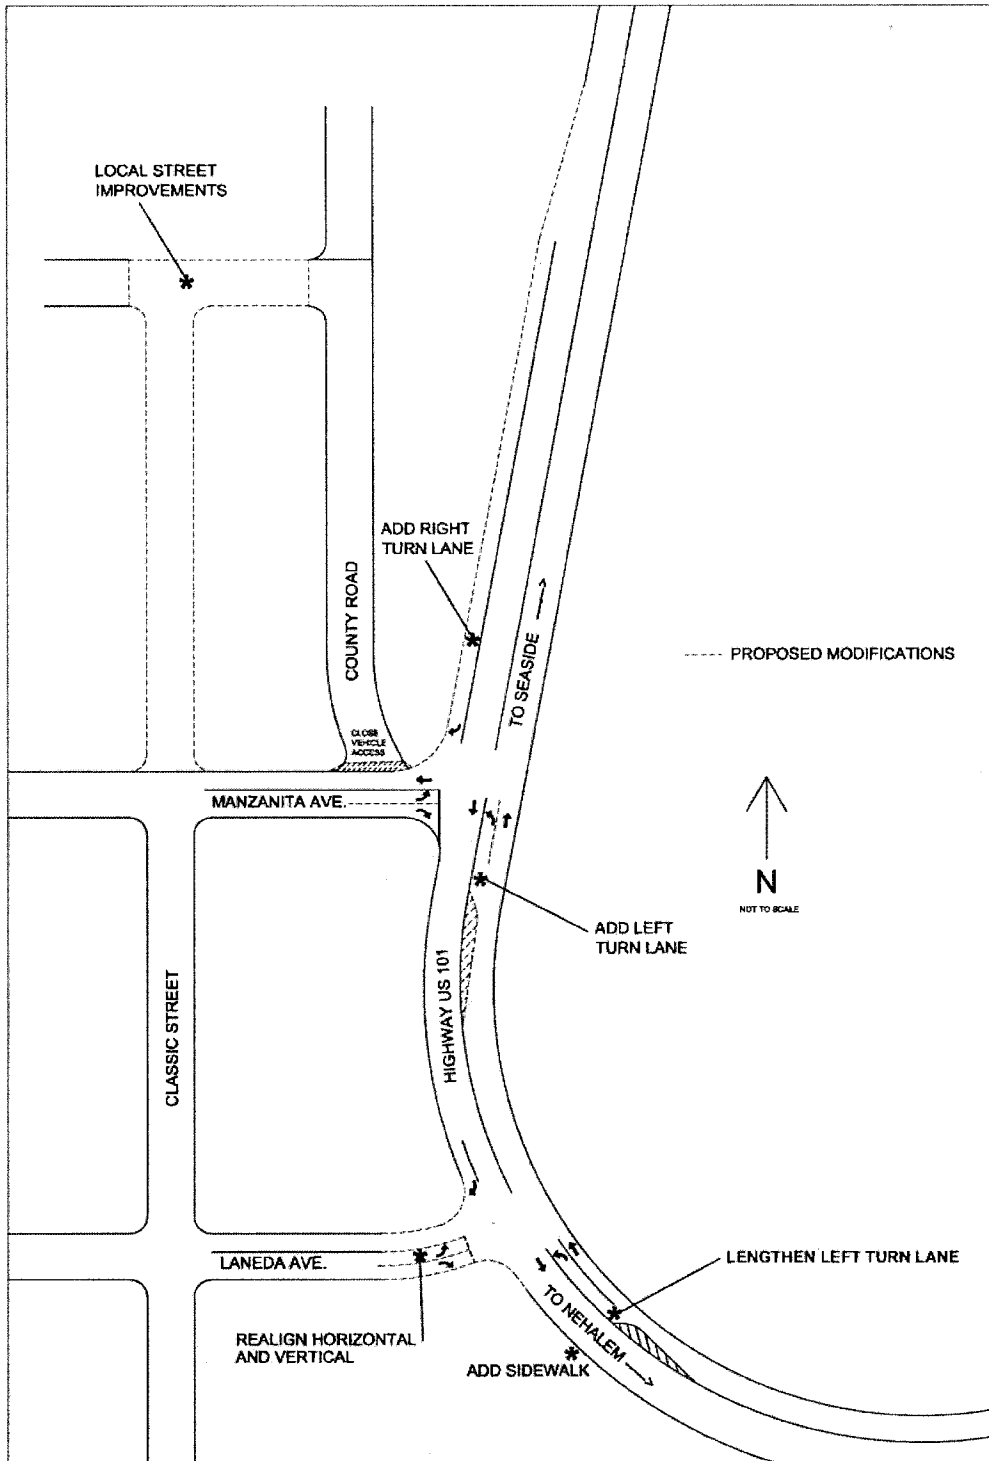 LOCAL STREET
IMPROVEMENTS
ADD RIGHT
TURN LANE
COUNTY ROAD
TO SEASIDE
PROPOSED MODIFICATIONS
CLOSE
VEHICLE
ACCESS
MANZANITA AVE.
N
NOT TO SCALE
ADD LEFT
TURN LANE
HIGHWAY US 101
CLASSIC STREET
LANEDA AVE.
LENGTHEN LEFT TURN LANE
TO NEHALEM
REALIGN HORIZONTAL
AND VERTICAL
ADD SIDEWALK